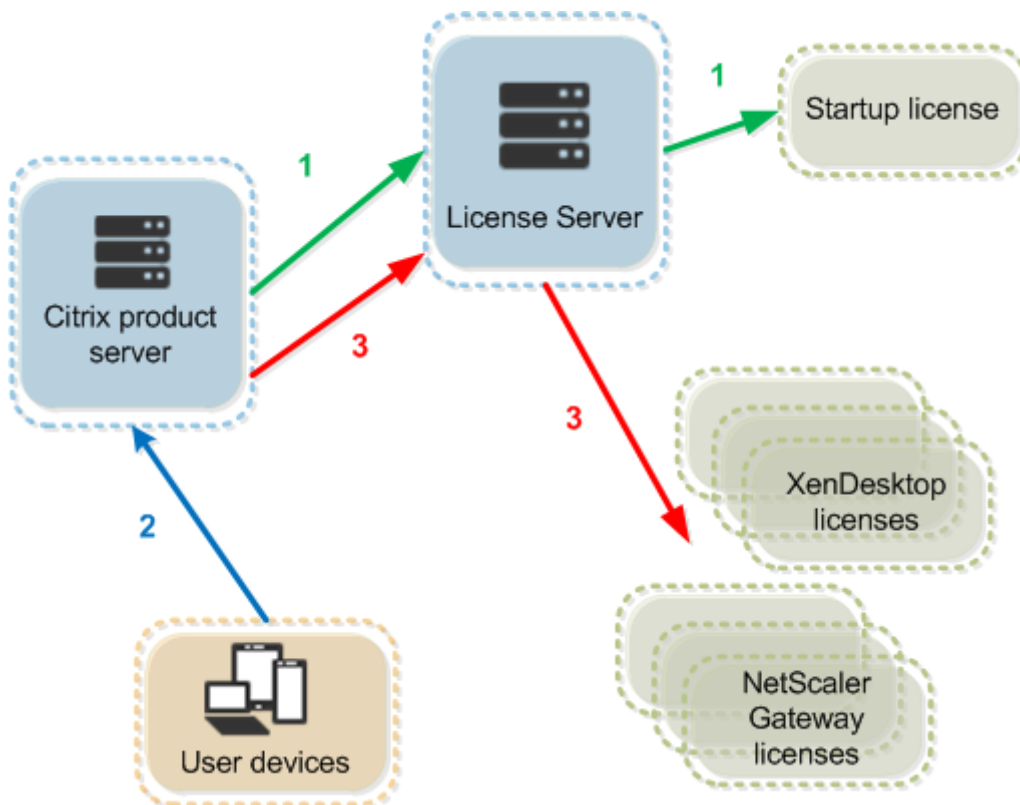 1
Startup license
1
License Server
Citrix product
server
3
3
XenDesktop
licenses
2
NetScaler
Gateway
licenses
User devices